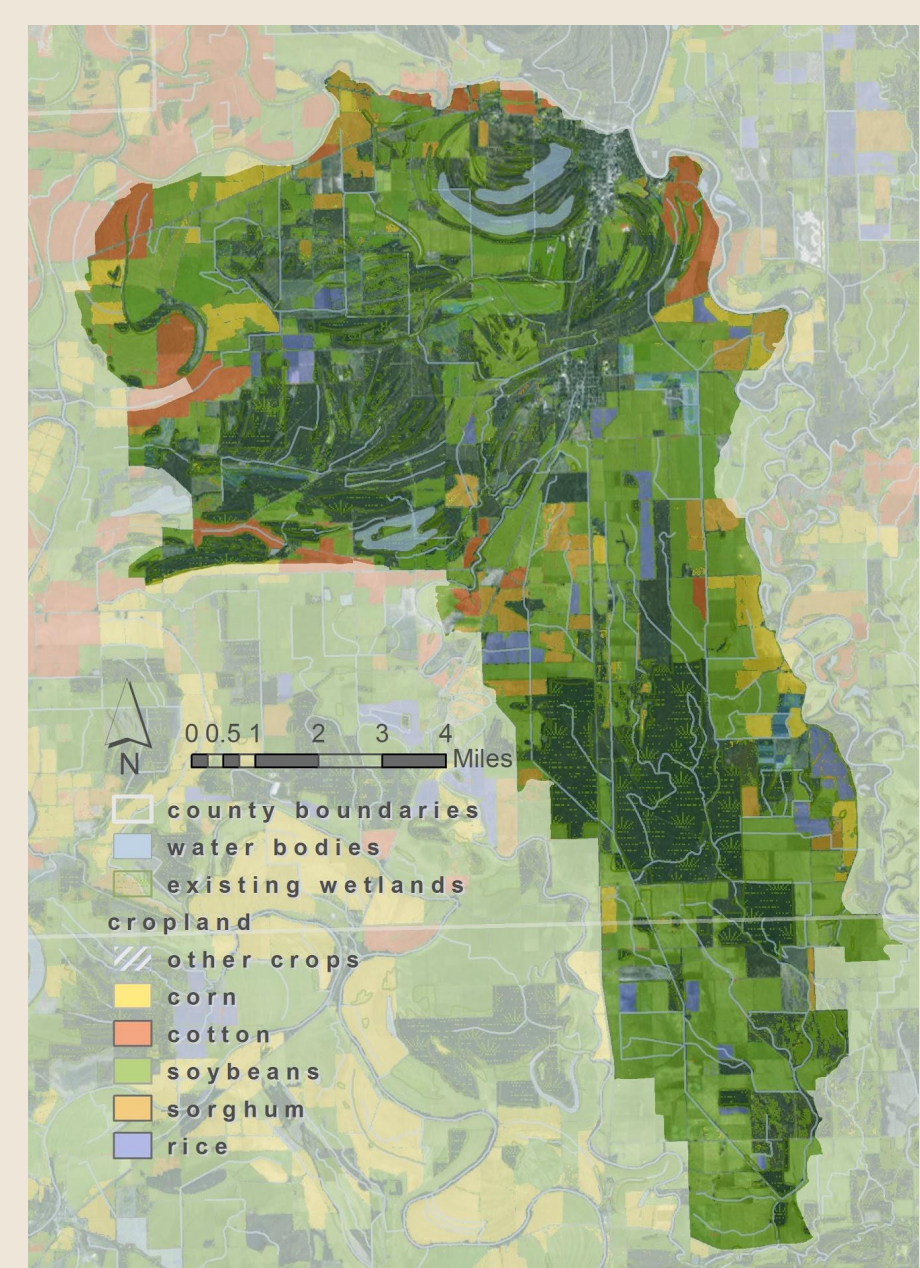 0 0.5 1 2 3 4
Miles
N
county boundaries
water bodies
existing wetlands
cropland
other crops
corn
cotton
soybeans
sorghum
rice